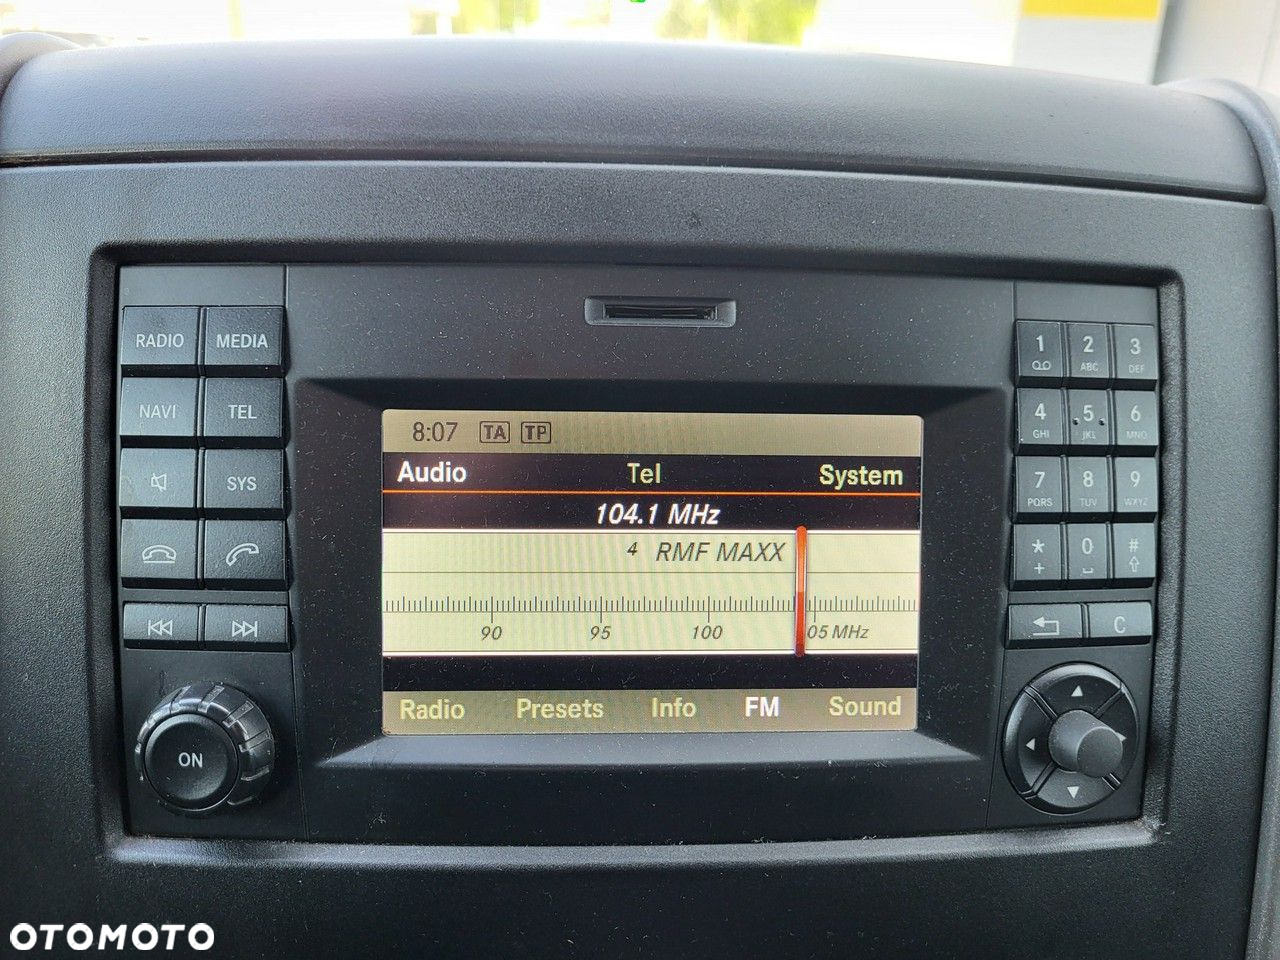 RADIO MEDIA
NAVI TEL
SYS
ON
8:07 TA TP
Audio Tel System
104.1 MHz
4 RMF MAXX
90 95 100 05 MHz
Radio Presets Info FM Sound
1 2 ABC 3 DEF
4 GHI 5 JKL 6 MNO
7 PQRS 8 TUV 9 WXYZ
* + 0 #
C
OTOMOTO